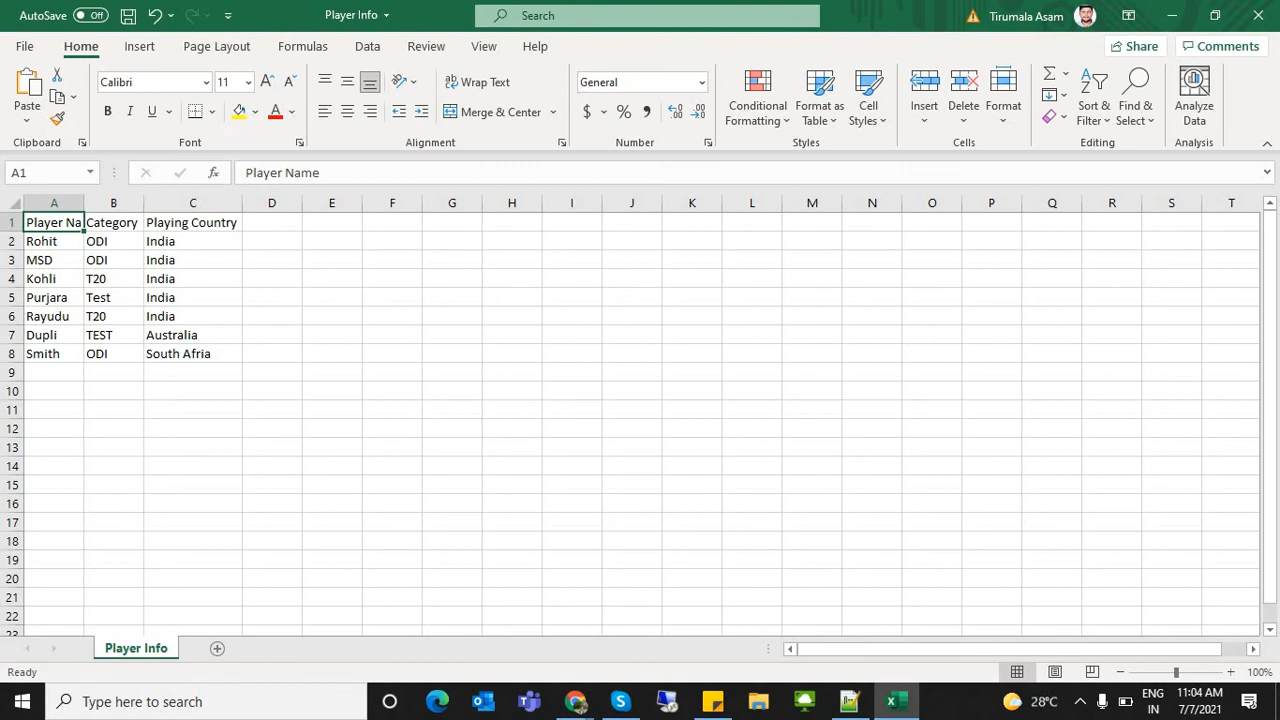 AutoSave Off Player Info Search Tirumala Asam
File Home Insert Page Layout Formulas Data Review View Help Share Comments
Paste Calibri 11 Wrap Text General Conditional Formatting Format as Table Cell Styles Insert Delete Format Sort & Filter Find & Select Analyze Data
B I U Merge & Center $ % ,
Clipboard Font Alignment Number Styles Cells Editing Analysis
A1 fx Player Name
A B C D E F G H I J K L M N O P Q R S T
1 Player Na Category Playing Country
2 Rohit ODI India
3 MSD ODI India
4 Kohli T20 India
5 Purjara Test India
6 Rayudu T20 India
7 Dupli TEST Australia
8 Smith ODI South Afria
9
10
11
12
13
14
15
16
17
18
19
20
21
22
23
Player Info
Ready 100%
Type here to search 28°C ENG IN 11:04 AM 7/7/2021